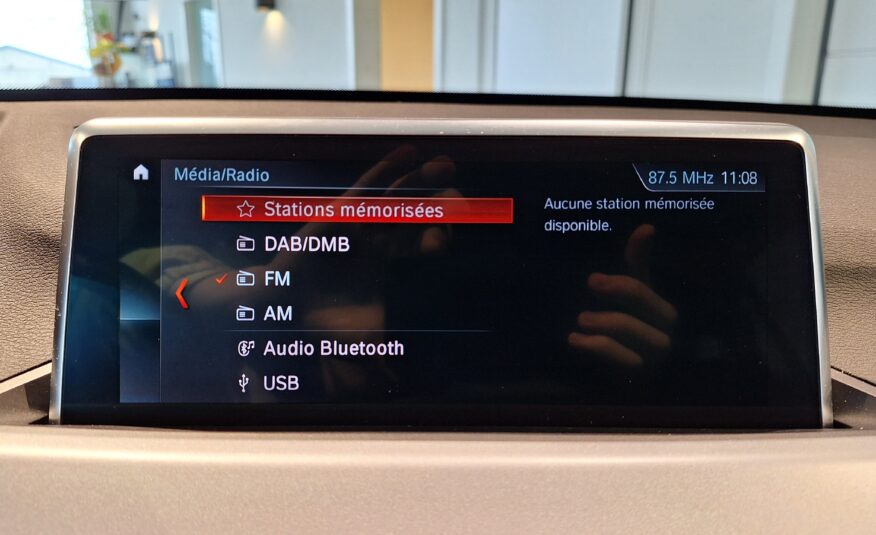 Média/Radio
87.5 MHz 11:08
Stations mémorisées
Aucune station mémorisée
disponible.
DAB/DMB
FM
AM
Audio Bluetooth
USB